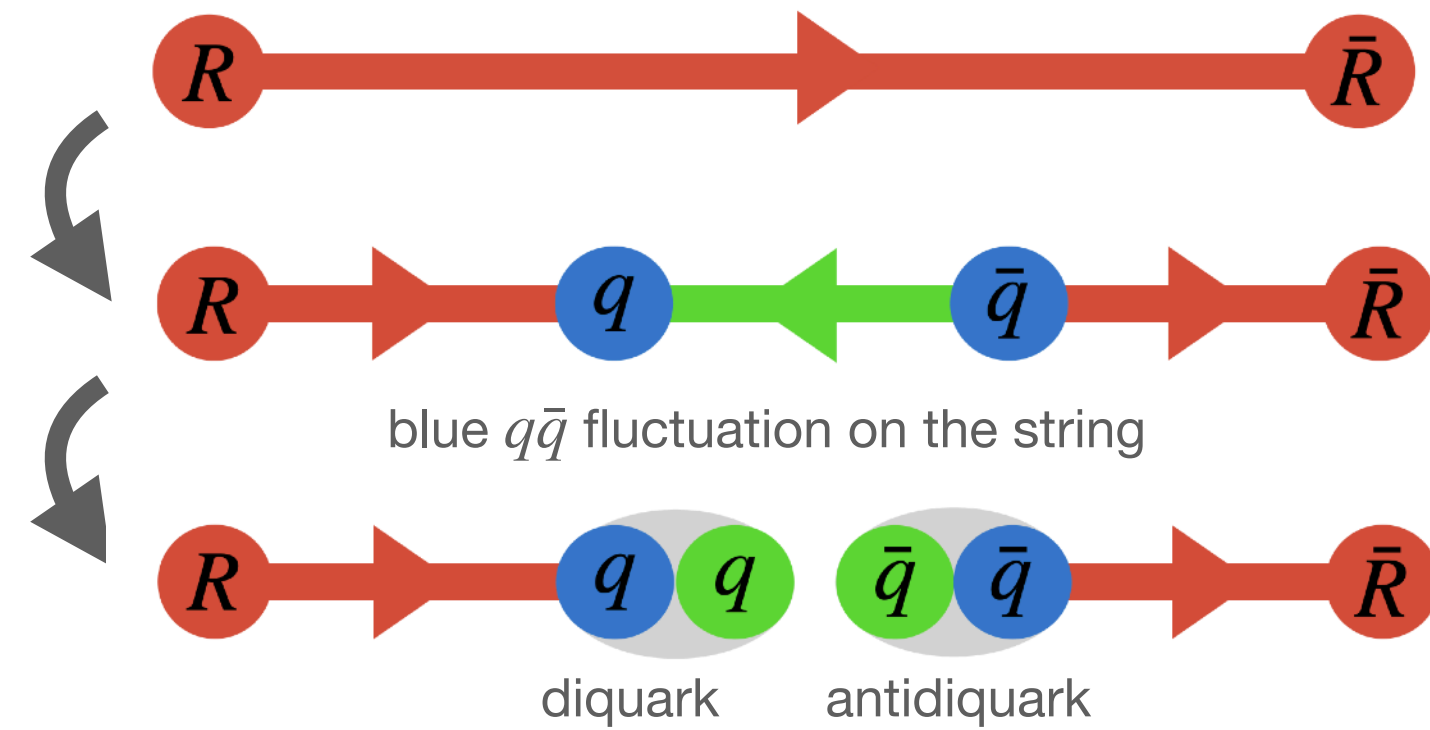 R R̄
R q q̄ R̄
blue qq̄ fluctuation on the string
R q q q̄ q̄ R̄
diquark antidiquark